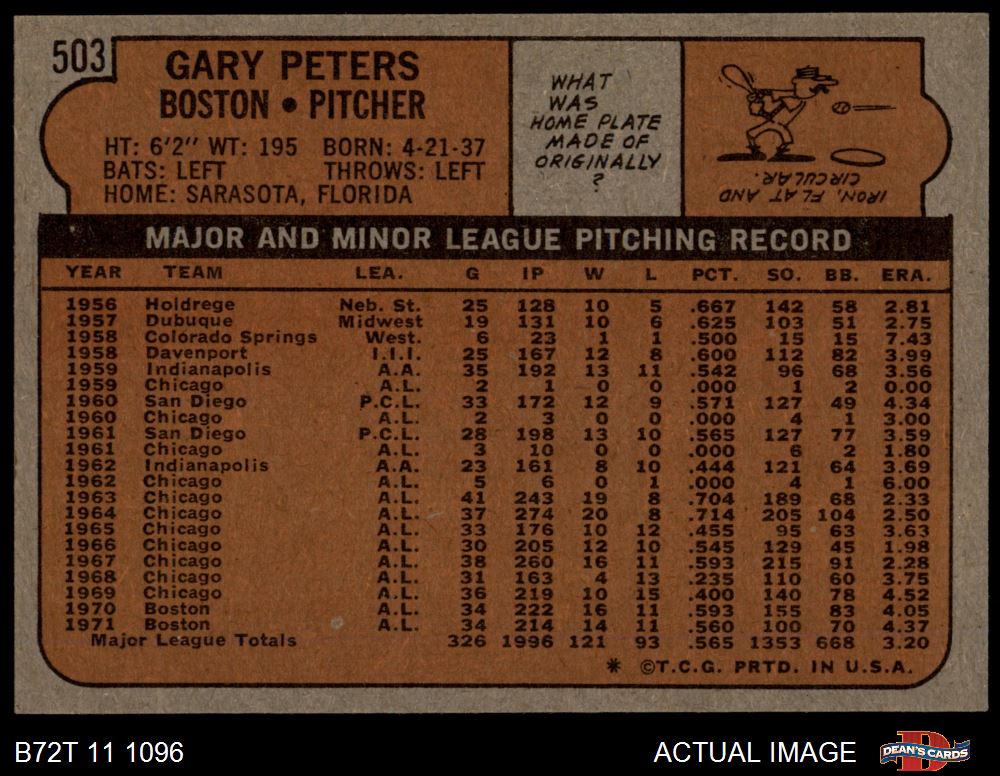 503
GARY PETERS
BOSTON • PITCHER
HT: 6'2" WT: 195 BORN: 4-21-37
BATS: LEFT THROWS: LEFT
HOME: SARASOTA, FLORIDA
WHAT
WAS
HOME PLATE
MADE OF
ORIGINALLY
?
IRON, FLAT AND
CIRCULAR.
MAJOR AND MINOR LEAGUE PITCHING RECORD
YEAR TEAM LEA. G IP W L PCT. SO. BB. ERA.
1956 Holdrege Neb. St. 25 128 10 5 .667 142 58 2.81
1957 Dubuque Midwest 19 131 10 6 .625 103 51 2.75
1958 Colorado Springs West. 6 23 1 1 .500 15 15 7.43
1958 Davenport I.I.I. 25 167 12 8 .600 112 82 3.99
1959 Indianapolis A.A. 35 192 13 11 .542 96 68 3.56
1959 Chicago A.L. 2 1 0 0 .000 1 2 0.00
1960 San Diego P.C.L. 33 172 12 9 .571 127 49 4.34
1960 Chicago A.L. 2 3 0 0 .000 4 1 3.00
1961 San Diego P.C.L. 28 198 13 10 .565 127 77 3.59
1961 Chicago A.L. 3 10 0 0 .000 6 2 1.80
1962 Indianapolis A.A. 23 161 8 10 .444 121 64 3.69
1962 Chicago A.L. 5 6 0 1 .000 4 1 6.00
1963 Chicago A.L. 41 243 19 8 .704 189 68 2.33
1964 Chicago A.L. 37 274 20 8 .714 205 104 2.50
1965 Chicago A.L. 33 176 10 12 .455 95 63 3.63
1966 Chicago A.L. 30 205 12 10 .545 129 45 1.98
1967 Chicago A.L. 38 260 16 11 .593 215 91 2.28
1968 Chicago A.L. 31 163 4 13 .235 110 60 3.75
1969 Chicago A.L. 36 219 10 15 .400 140 78 4.52
1970 Boston A.L. 34 222 16 11 .593 155 83 4.05
1971 Boston A.L. 34 214 14 11 .560 100 70 4.37
Major League Totals 326 1996 121 93 .565 1353 668 3.20
* ©T.C.G. PRTD. IN U.S.A.
B72T 11 1096 ACTUAL IMAGE DEAN'S CARDS